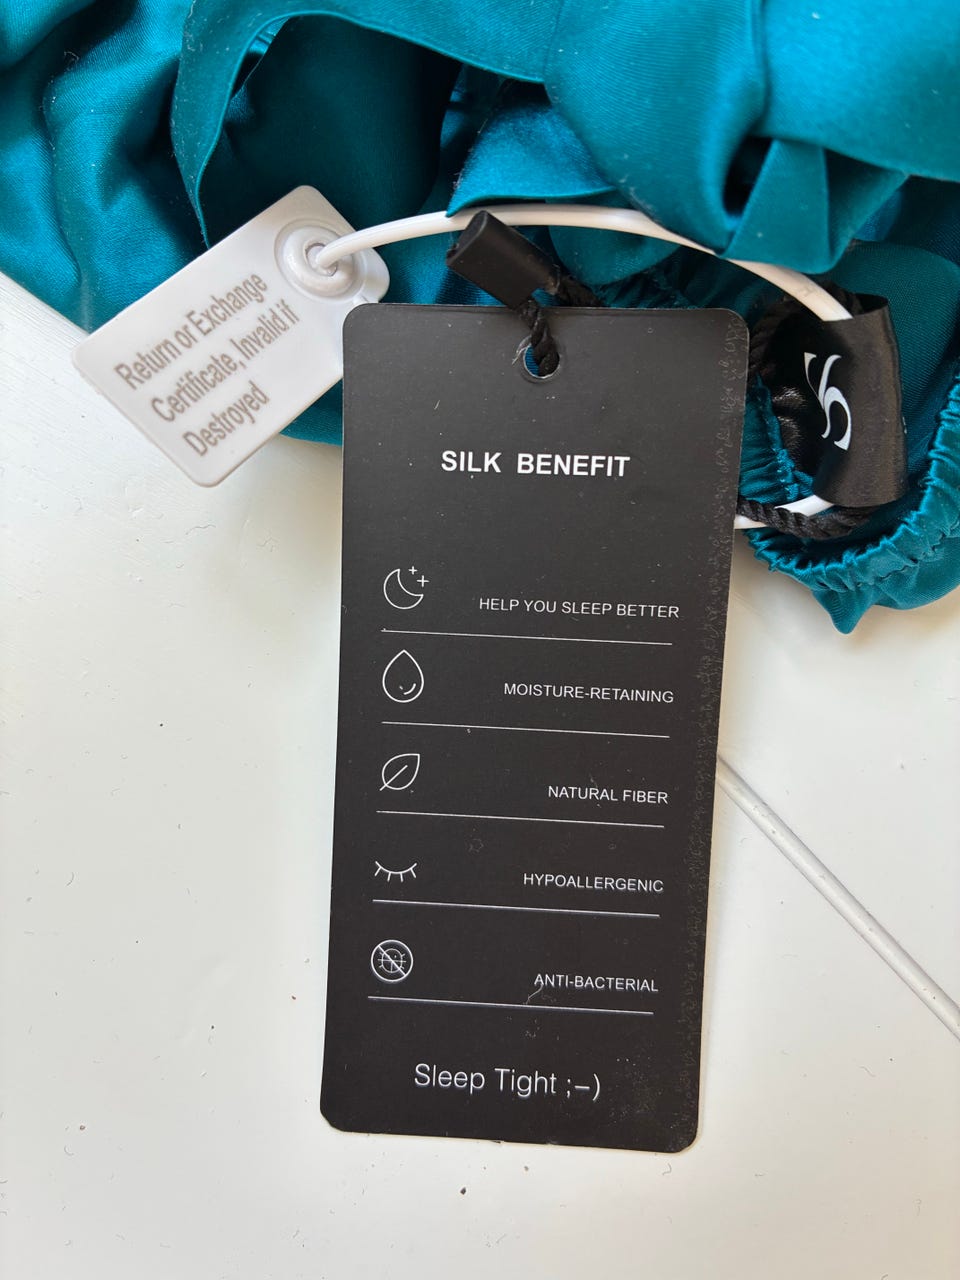 Return or Exchange
Certificate, Invalid if
Destroyed
SILK BENEFIT
HELP YOU SLEEP BETTER
MOISTURE-RETAINING
NATURAL FIBER
HYPOALLERGENIC
ANTI-BACTERIAL
Sleep Tight ;-)